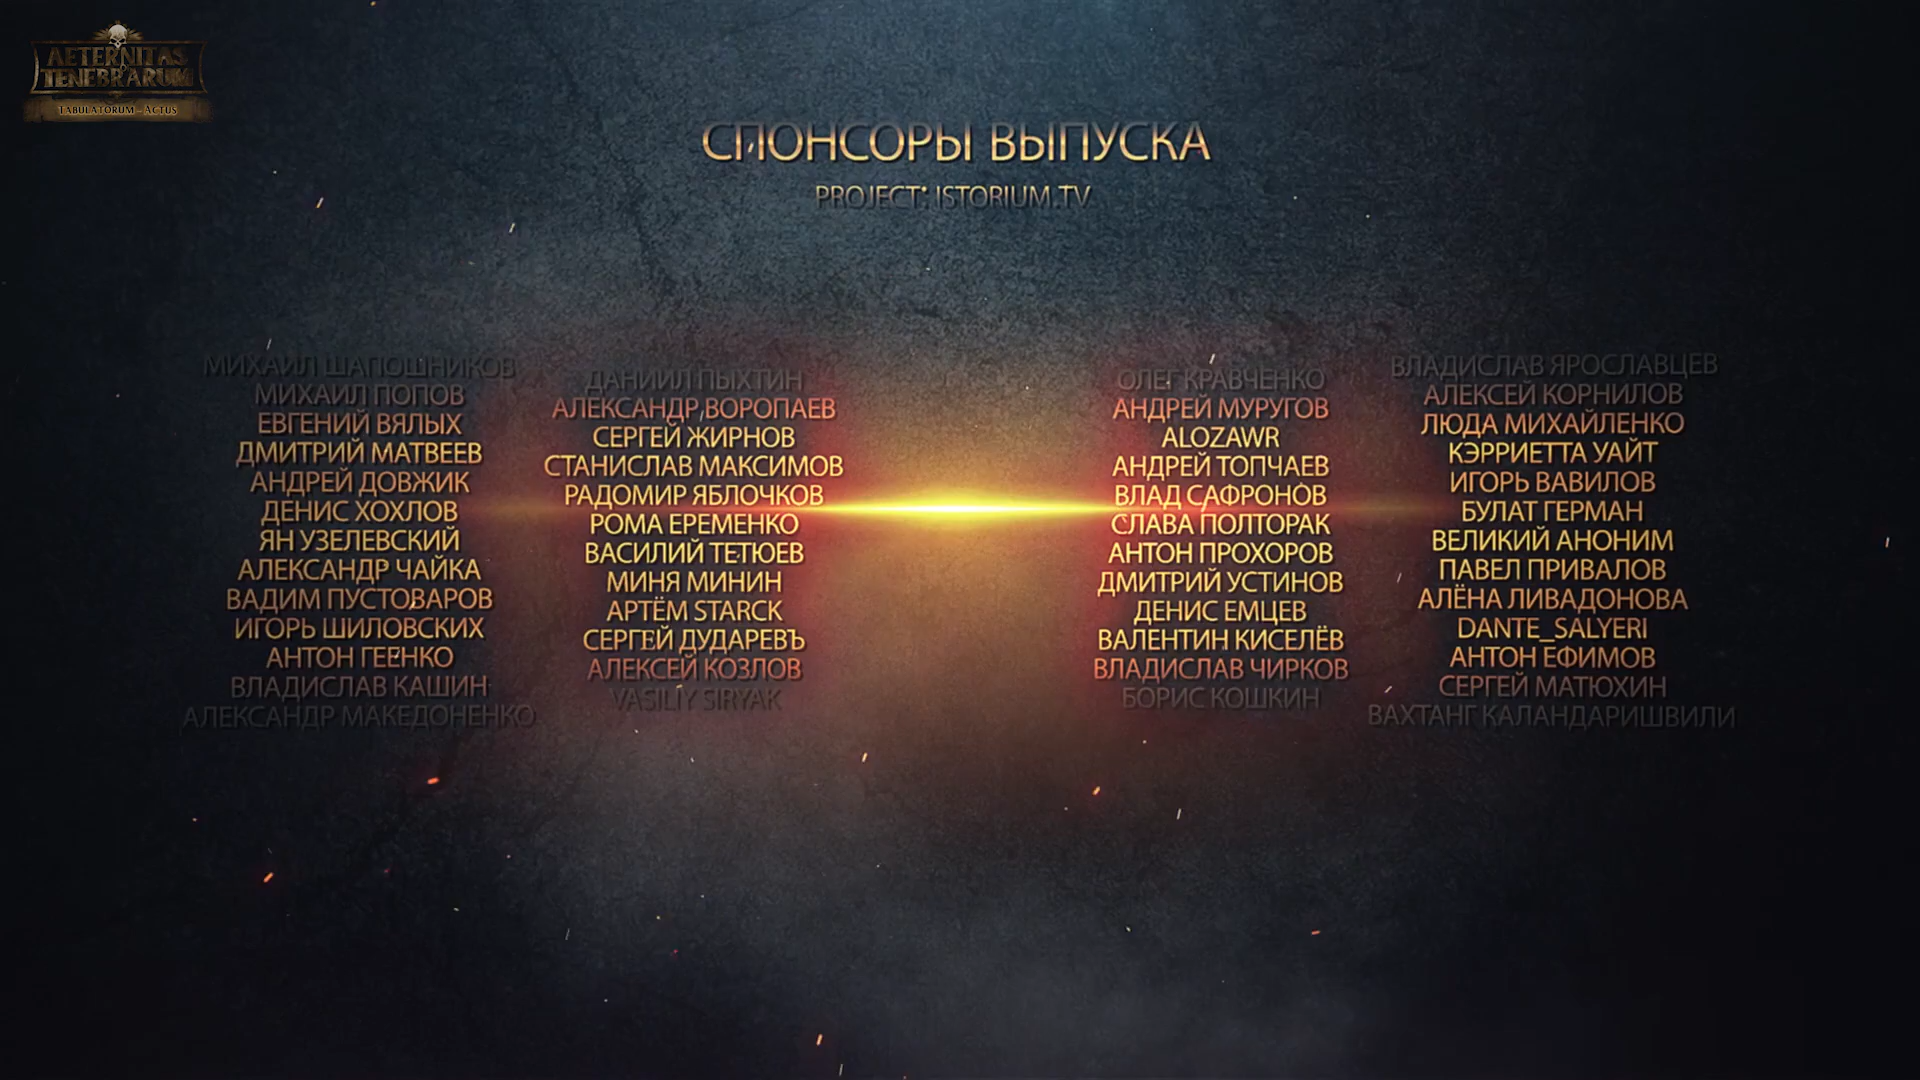 AETERNITAS
TENEBRARUM
TABULATORUM - ACTUS
СПОНСОРЫ ВЫПУСКА
PROJECT: ISTORIUM.TV
МИХАИЛ ШАПОШНИКОВ
МИХАИЛ ПОПОВ
ЕВГЕНИЙ ВЯЛЫХ
ДМИТРИЙ МАТВЕЕВ
АНДРЕЙ ДОВЖИК
ДЕНИС ХОХЛОВ
ЯН УЗЕЛЕВСКИЙ
АЛЕКСАНДР ЧАЙКА
ВАДИМ ПУСТОВАРОВ
ИГОРЬ ШИЛОВСКИХ
АНТОН ГЕЕНКО
ВЛАДИСЛАВ КАШИН
АЛЕКСАНДР МАКЕДОНЕНКО
ДАНИИЛ ПЫХТИН
АЛЕКСАНДР ВОРОПАЕВ
СЕРГЕЙ ЖИРНОВ
СТАНИСЛАВ МАКСИМОВ
РАДОМИР ЯБЛОЧКОВ
РОМА ЕРЕМЕНКО
ВАСИЛИЙ ТЕТЮЕВ
МИНЯ МИНИН
АРТЁМ STARCK
СЕРГЕЙ ДУДАРЕВЪ
АЛЕКСЕЙ КОЗЛОВ
VASILIY SIRYAK
ОЛЕГ КРАВЧЕНКО
АНДРЕЙ МУРУГОВ
ALOZAWR
АНДРЕЙ ТОПЧАЕВ
ВЛАД САФРОНОВ
СЛАВА ПОЛТОРАК
АНТОН ПРОХОРОВ
ДМИТРИЙ УСТИНОВ
ДЕНИС ЕМЦЕВ
ВАЛЕНТИН КИСЕЛЁВ
ВЛАДИСЛАВ ЧИРКОВ
БОРИС КОШКИН
ВЛАДИСЛАВ ЯРОСЛАВЦЕВ
АЛЕКСЕЙ КОРНИЛОВ
ЛЮДА МИХАЙЛЕНКО
КЭРРИЕТТА УАЙТ
ИГОРЬ ВАВИЛОВ
БУЛАТ ГЕРМАН
ВЕЛИКИЙ АНОНИМ
ПАВЕЛ ПРИВАЛОВ
АЛЁНА ЛИВАДОНОВА
DANTE_SALYERI
АНТОН ЕФИМОВ
СЕРГЕЙ МАТЮХИН
ВАХТАНГ КАЛАНДАРИШВИЛИ